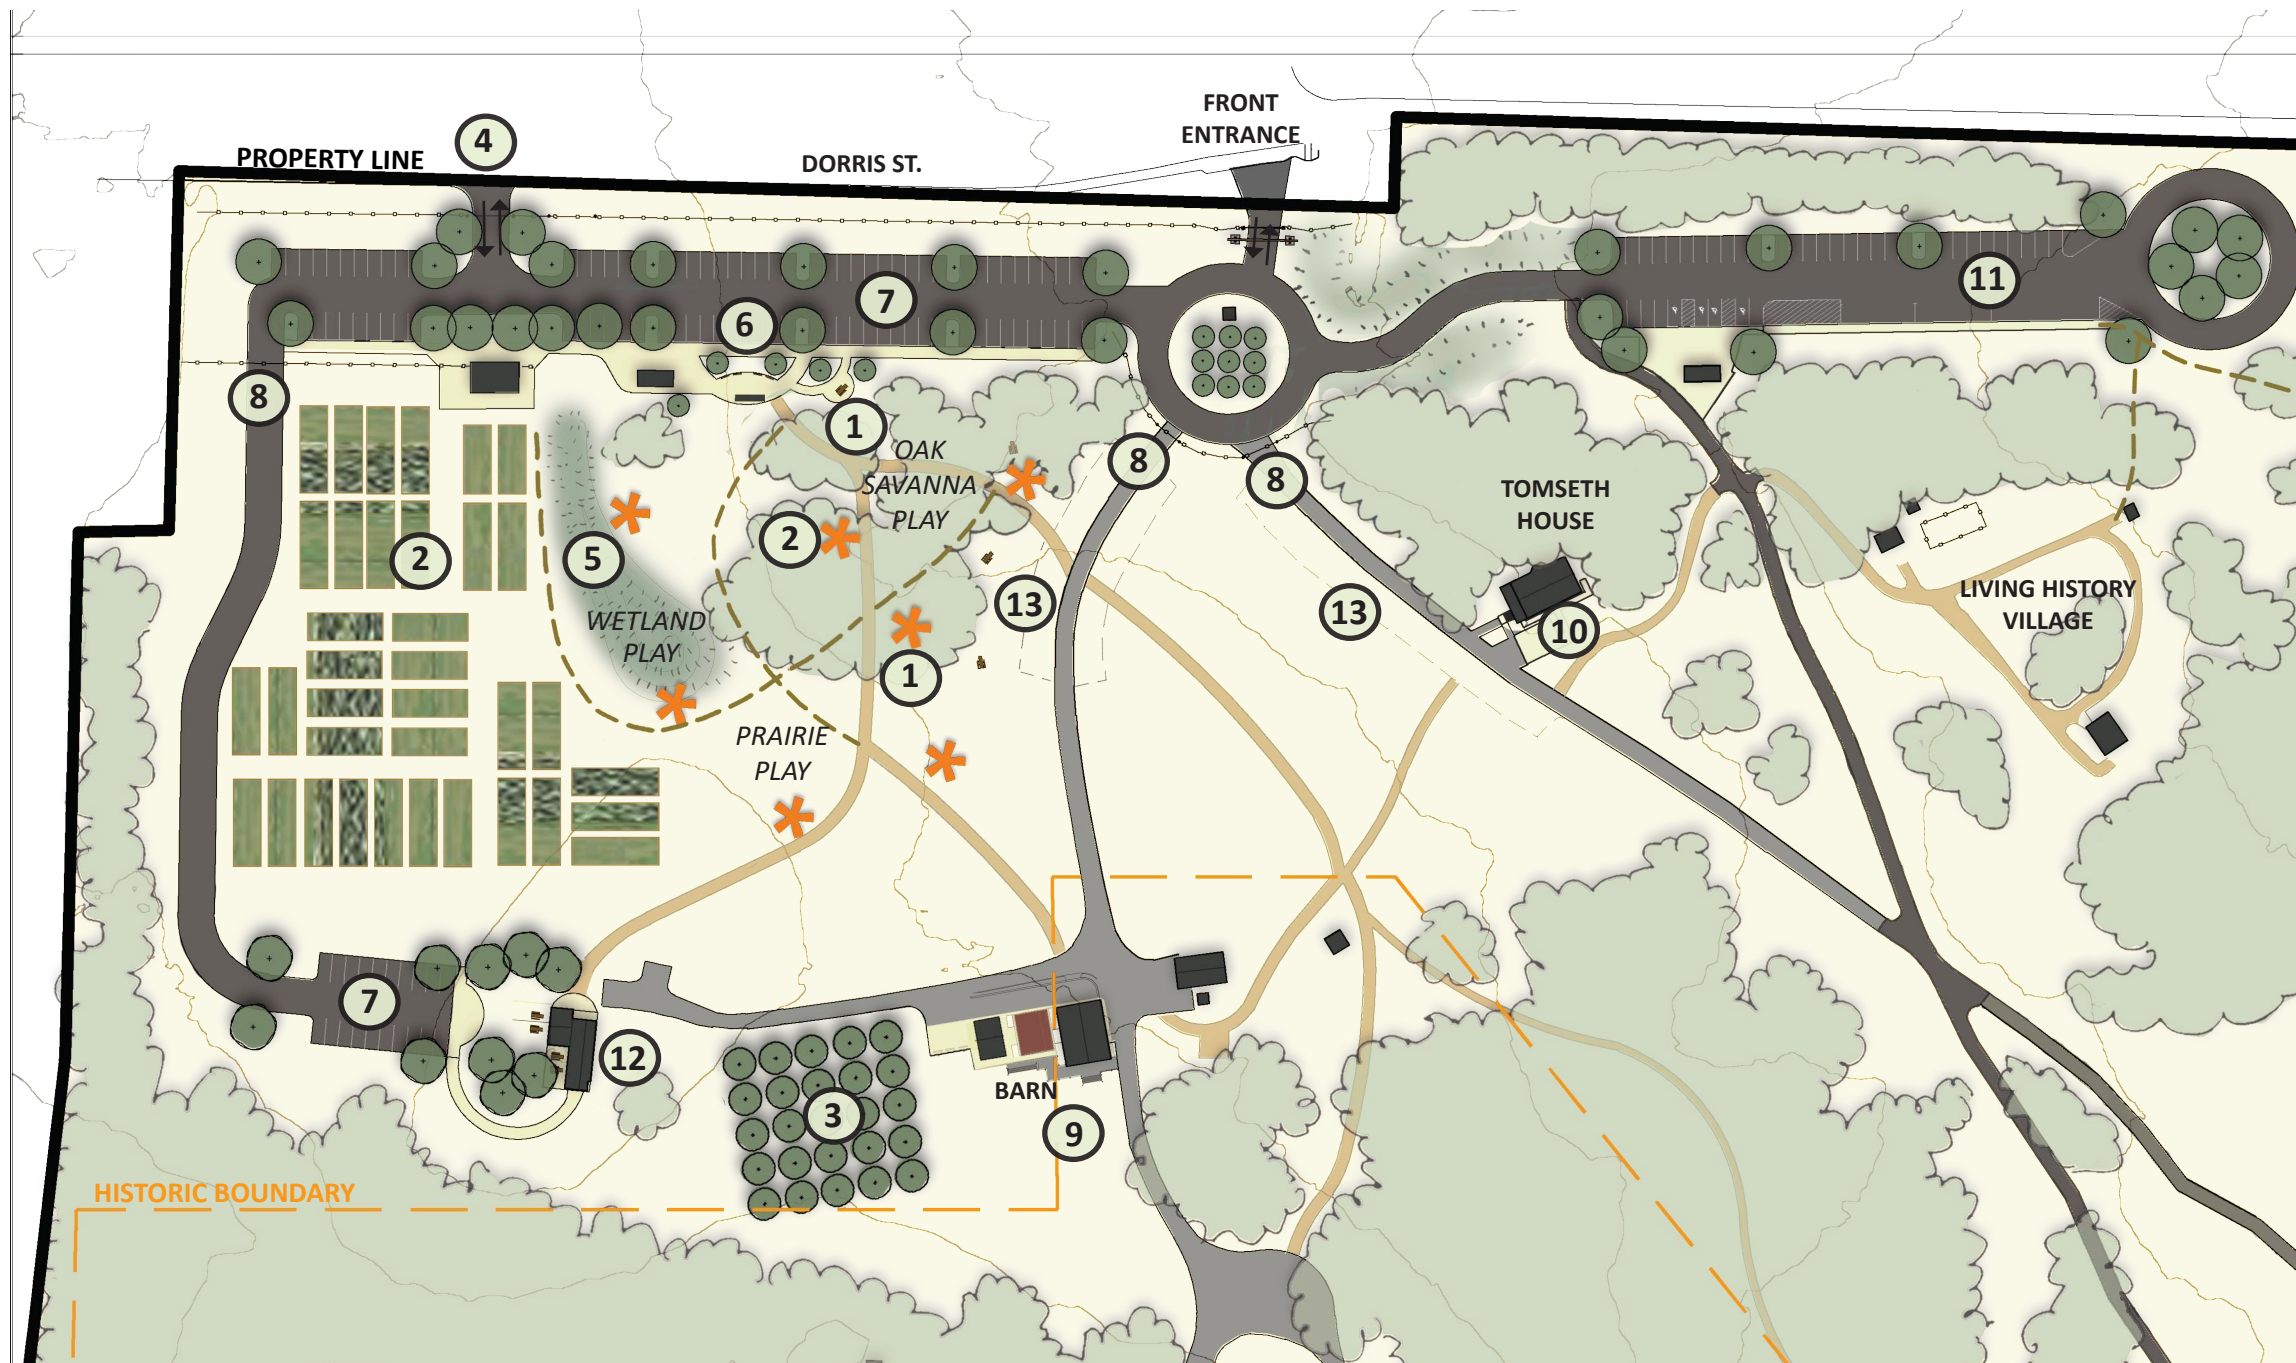 FRONT
ENTRANCE
4
PROPERTY LINE
DORRIS ST.
11
7
6
8
1
OAK
SAVANNA
PLAY
8
8
TOMSETH
HOUSE
2
2
5
13
13
10
LIVING HISTORY
VILLAGE
WETLAND
PLAY
1
PRAIRIE
PLAY
7
12
BARN
3
9
HISTORIC BOUNDARY